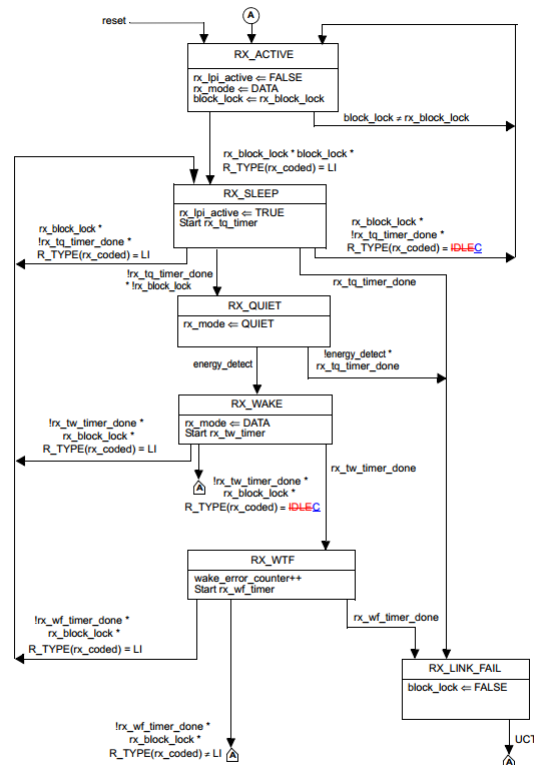 A
reset
RX_ACTIVE
rx_lpi_active ⇐ FALSE
rx_mode ⇐ DATA
block_lock ⇐ rx_block_lock
block_lock ≠ rx_block_lock
rx_block_lock * block_lock *
R_TYPE(rx_coded) = LI
RX_SLEEP
rx_lpi_active ⇐ TRUE
Start rx_tq_timer
rx_block_lock *
!rx_tq_timer_done *
R_TYPE(rx_coded) = LI
rx_block_lock *
!rx_tq_timer_done *
R_TYPE(rx_coded) = IDLEC
!rx_tq_timer_done
* !rx_block_lock
rx_tq_timer_done
RX_QUIET
rx_mode ⇐ QUIET
energy_detect
!energy_detect *
rx_tq_timer_done
RX_WAKE
rx_mode ⇐ DATA
Start rx_tw_timer
!rx_tw_timer_done *
rx_block_lock *
R_TYPE(rx_coded) = LI
rx_tw_timer_done
A
!rx_tw_timer_done *
rx_block_lock *
R_TYPE(rx_coded) = IDLEC
RX_WTF
wake_error_counter++
Start rx_wf_timer
!rx_wf_timer_done *
rx_block_lock *
R_TYPE(rx_coded) = LI
rx_wf_timer_done
RX_LINK_FAIL
block_lock ⇐ FALSE
!rx_wf_timer_done *
rx_block_lock *
R_TYPE(rx_coded) ≠ LI
A
UCT
A